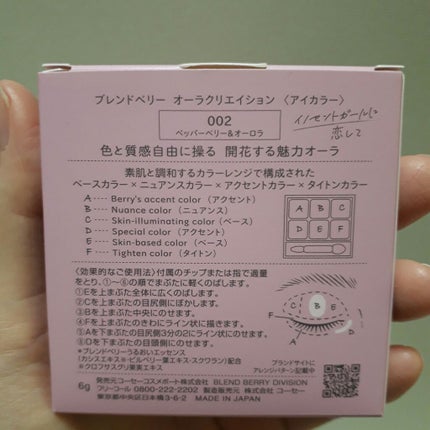 ブレンドベリー オーラクリエイション 〈アイカラー〉
002
ペッパーベリー&オーロラ
イノセントガールに
恋して
色と質感自由に操る 開花する魅力オーラ
素肌と調和するカラーレンジで構成された
ベースカラー×ニュアンスカラー×アクセントカラー×タイトンカラー
A ---- Berry's accent color (アクセント)
B ---- Nuance color (ニュアンス)
C ---- Skin-illuminating color (ベース)
D ---- Special color (アクセント)
E ---- Skin-based color (ベース)
F ---- Tighten color (タイトン)
A B C
D E F
〈効果的なご使用法〉付属のチップまたは指で適量
をとり、①~⑥の順でまぶたに軽くのばします。
①Eを上まぶた全体に広くのばします。
②Cを上まぶたの目尻側にぼかします。
③Bを上まぶた中央にのせます。
④Fを上まぶたのきわにライン状に描きます。
⑤Aを下まぶたの目尻側3分の2にライン状にのせます。
⑥Dを下まぶたの目頭側にのせます。
C B E
F
A
D
*ブレンドベリーうるおいエッセンス
(カシスエキス※・ビルベリー葉エキス・スクワラン)配合
※クロフサスグリ果実エキス
ブランドサイトに
アレンジパターン記載中
6g
発売元コーセーコスメポート株式会社 BLEND BERRY DIVISION
フリーコール 0800-222-2202 製造販売元 株式会社 コーセー
東京都中央区日本橋3-6-2 MADE IN JAPAN